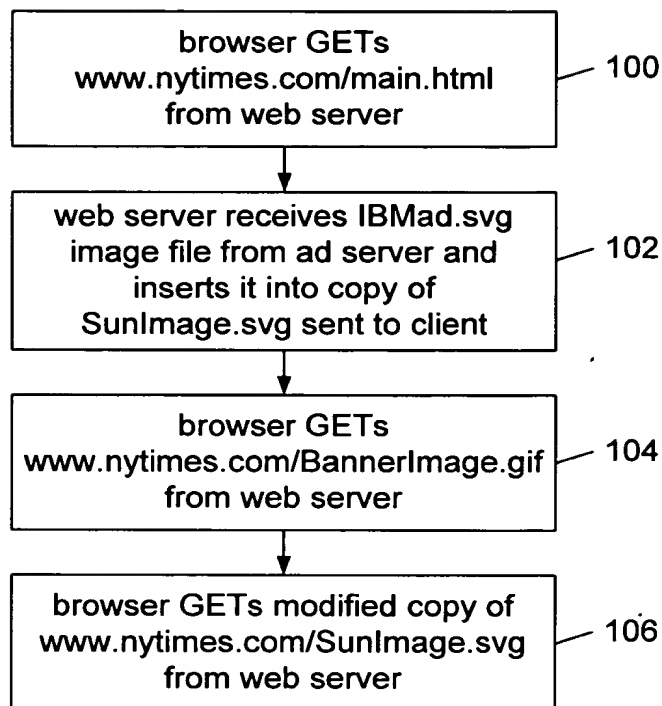 browser GETs
www.nytimes.com/main.html
from web server
100
web server receives IBMad.svg
image file from ad server and
inserts it into copy of
SunImage.svg sent to client
102
browser GETs
www.nytimes.com/BannerImage.gif
from web server
104
browser GETs modified copy of
www.nytimes.com/SunImage.svg
from web server
106